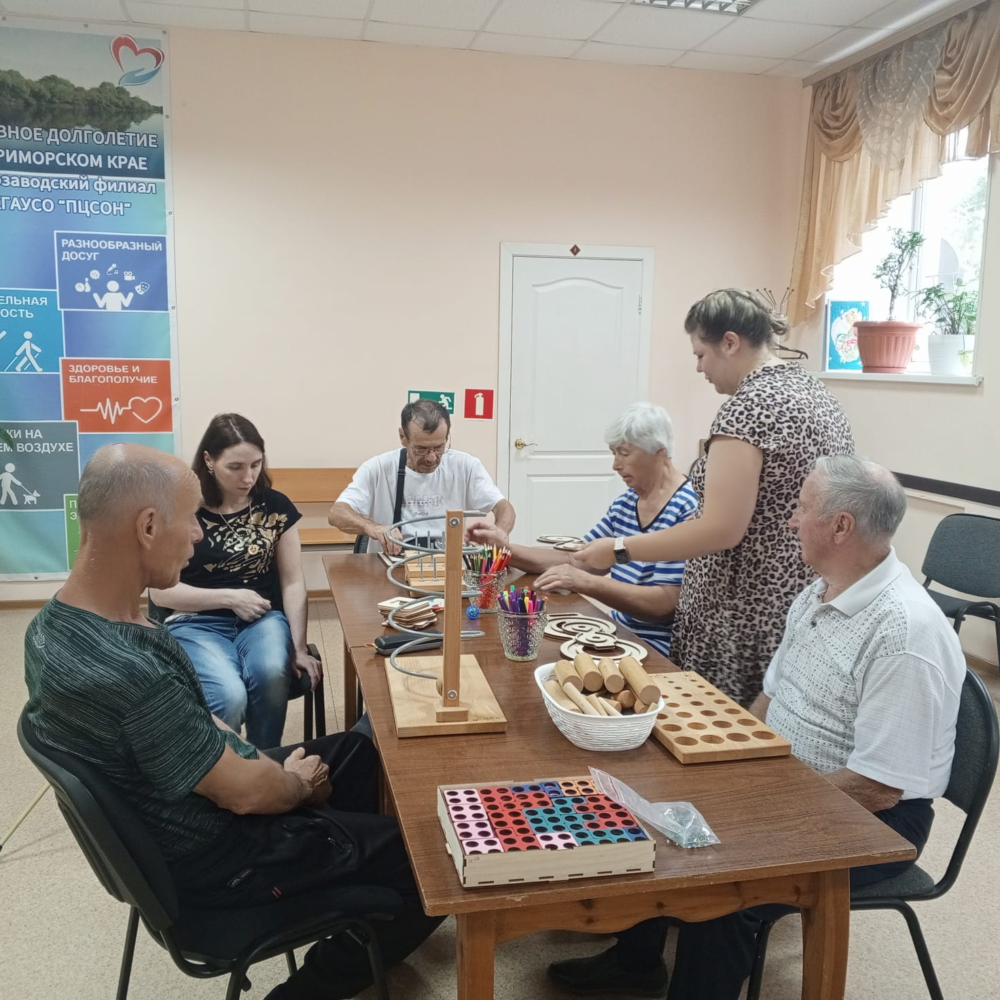 ВНОЕ ДОЛГОЛЕТИЕ
РИМОРСКОМ КРАЕ
озаводский филиал
ГАУСО "ПЦСОН"
РАЗНООБРАЗНЫЙ
ДОСУГ
ЕЛЬНАЯ
ОСТЬ
ЗДОРОВЬЕ И
БЛАГОПОЛУЧИЕ
КИ НА
ЕМ ВОЗДУХЕ
П
Э